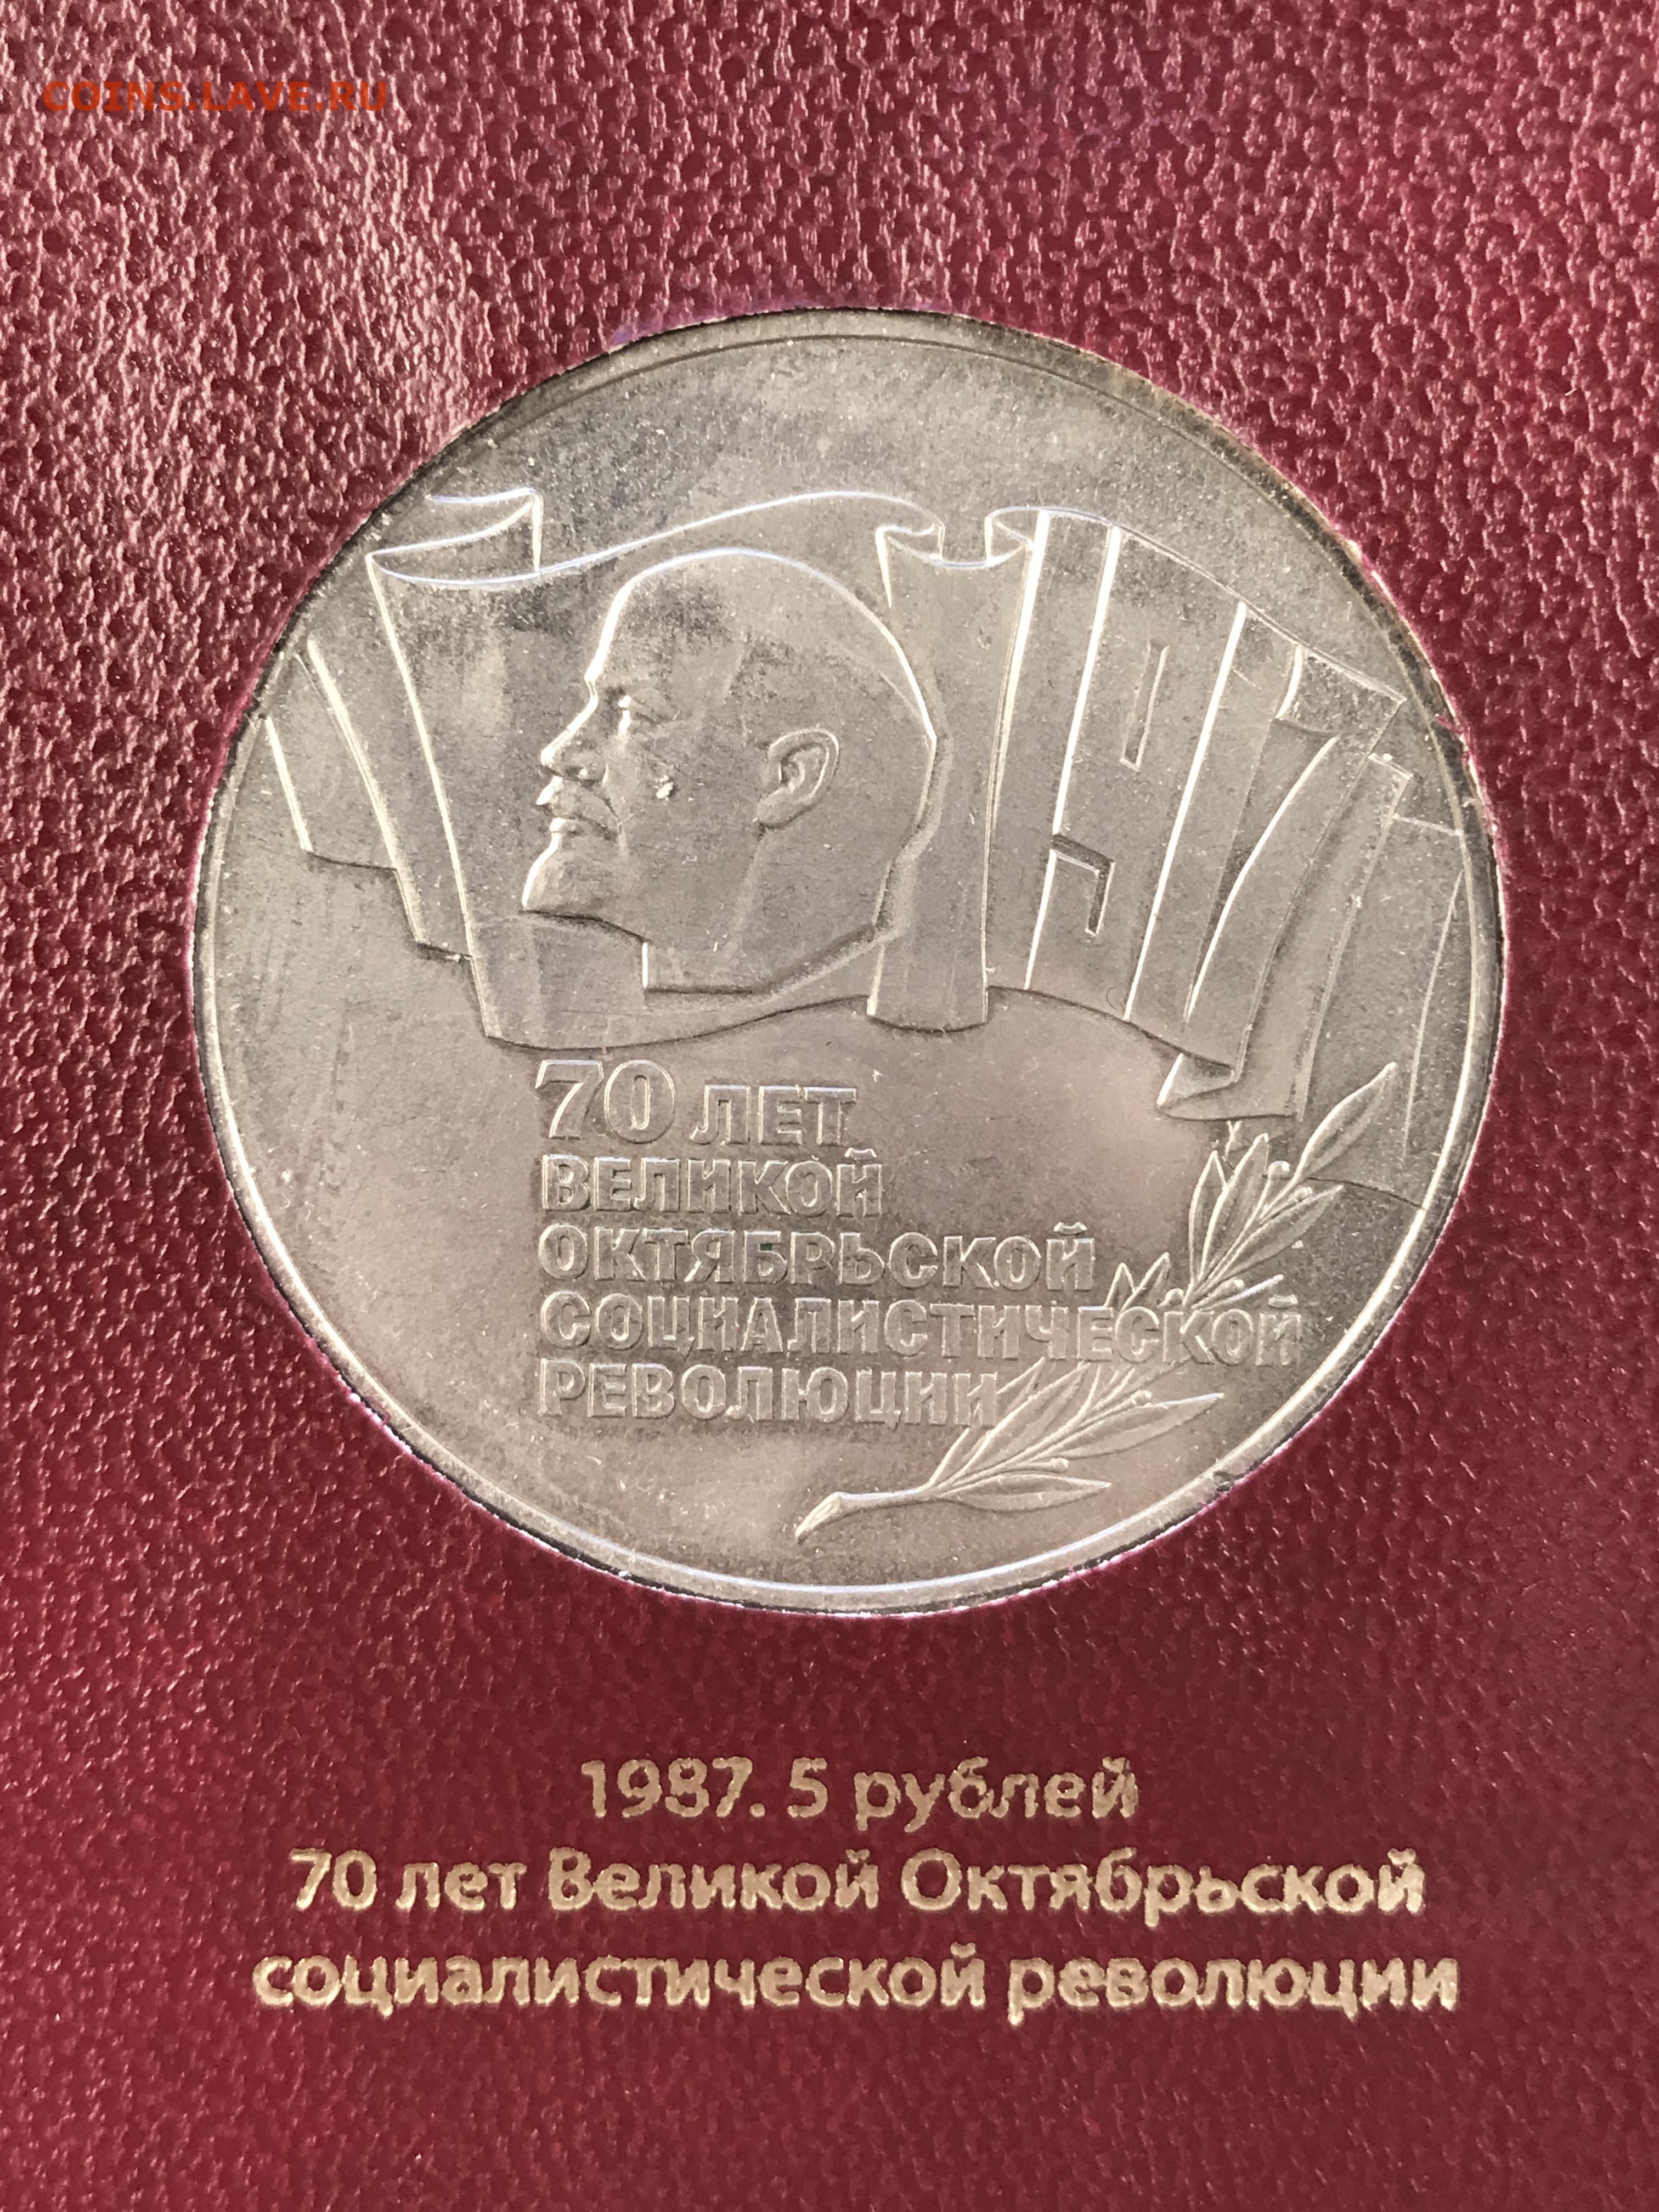 COINS.LAVE.RU
1917
70 ЛЕТ
ВЕЛИКОЙ
ОКТЯБРЬСКОЙ
СОЦИАЛИСТИЧЕСКОЙ
РЕВОЛЮЦИИ
1987. 5 рублей
70 лет Великой Октябрьской
социалистической революции